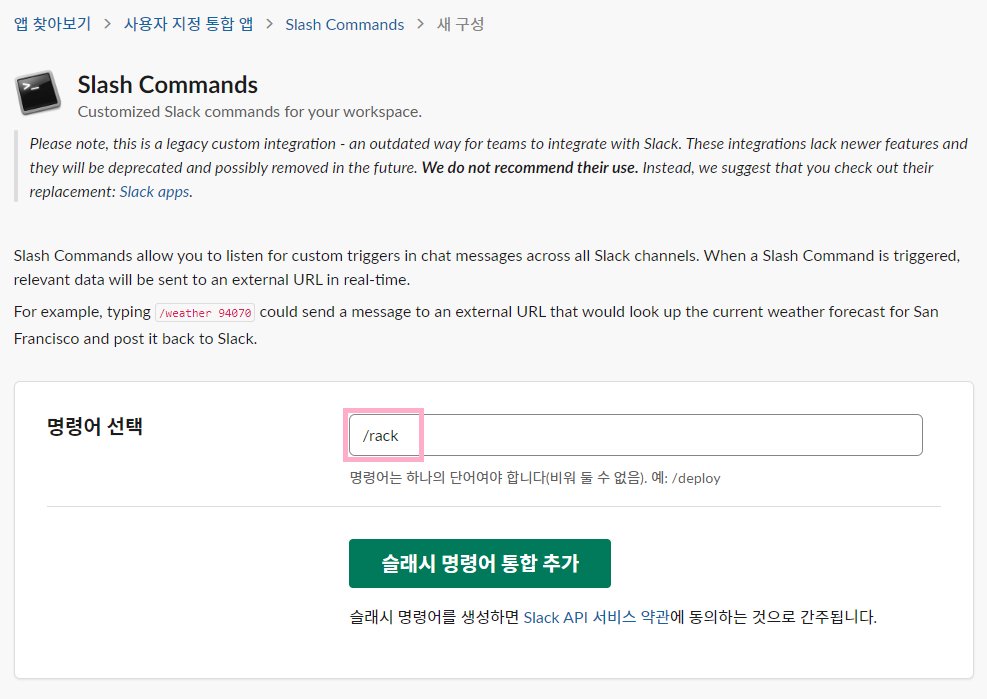 앱 찾아보기 > 사용자 지정 통합 앱 > Slash Commands > 새 구성
>_
Slash Commands
Customized Slack commands for your workspace.
Please note, this is a legacy custom integration - an outdated way for teams to integrate with Slack. These integrations lack newer features and
they will be deprecated and possibly removed in the future. We do not recommend their use. Instead, we suggest that you check out their
replacement: Slack apps.
Slash Commands allow you to listen for custom triggers in chat messages across all Slack channels. When a Slash Command is triggered,
relevant data will be sent to an external URL in real-time.
For example, typing /weather 94070 could send a message to an external URL that would look up the current weather forecast for San
Francisco and post it back to Slack.
명령어 선택
/rack
명령어는 하나의 단어여야 합니다(비워 둘 수 없음). 예: /deploy
슬래시 명령어 통합 추가
슬래시 명령어를 생성하면 Slack API 서비스 약관에 동의하는 것으로 간주됩니다.